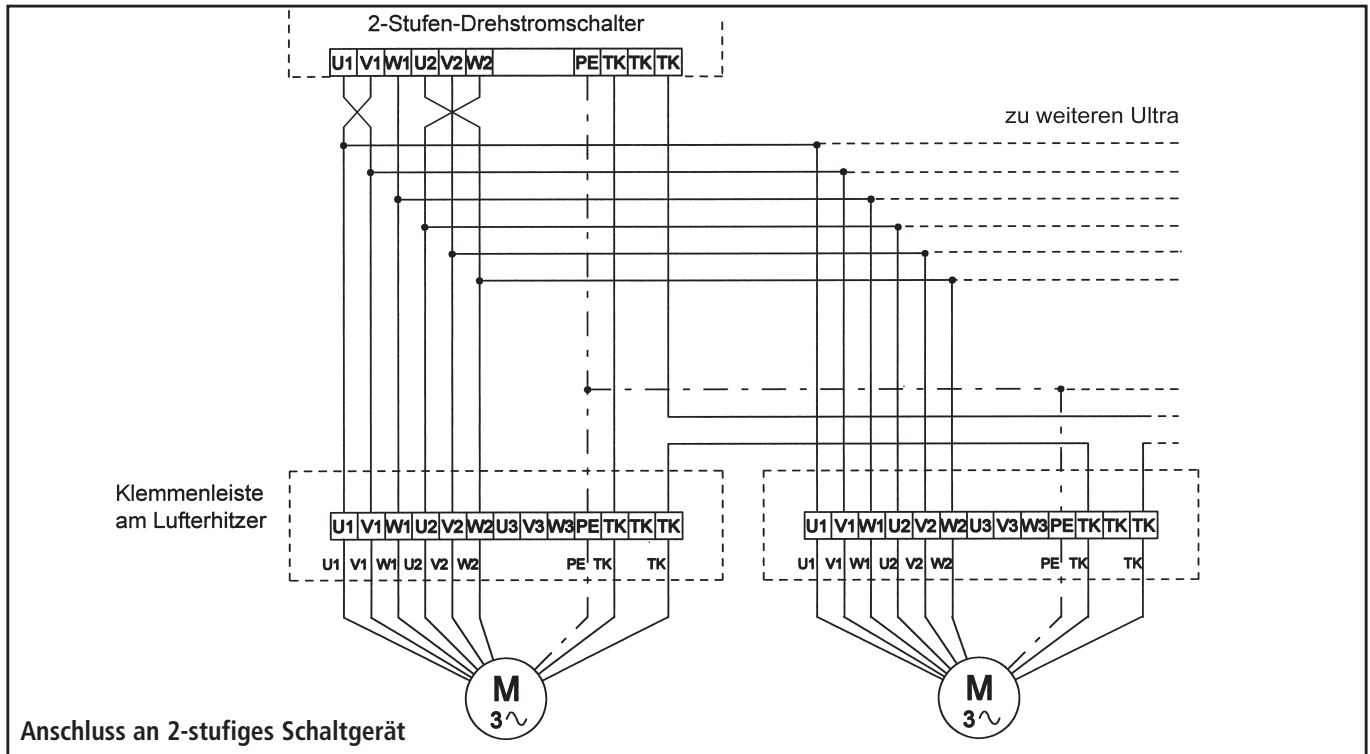 2-Stufen-Drehstromschalter
U1 V1 W1 U2 V2 W2 PE TK TK TK
zu weiteren Ultra
Klemmenleiste
am Lufterhitzer
U1 V1 W1 U2 V2 W2 U3 V3 W3 PE TK TK TK
U1 V1 W1 U2 V2 W2 U3 V3 W3 PE TK TK TK
U1 V1 W1 U2 V2 W2 PE TK TK
U1 V1 W1 U2 V2 W2 PE TK TK
M
3~
M
3~
Anschluss an 2-stufiges Schaltgerät